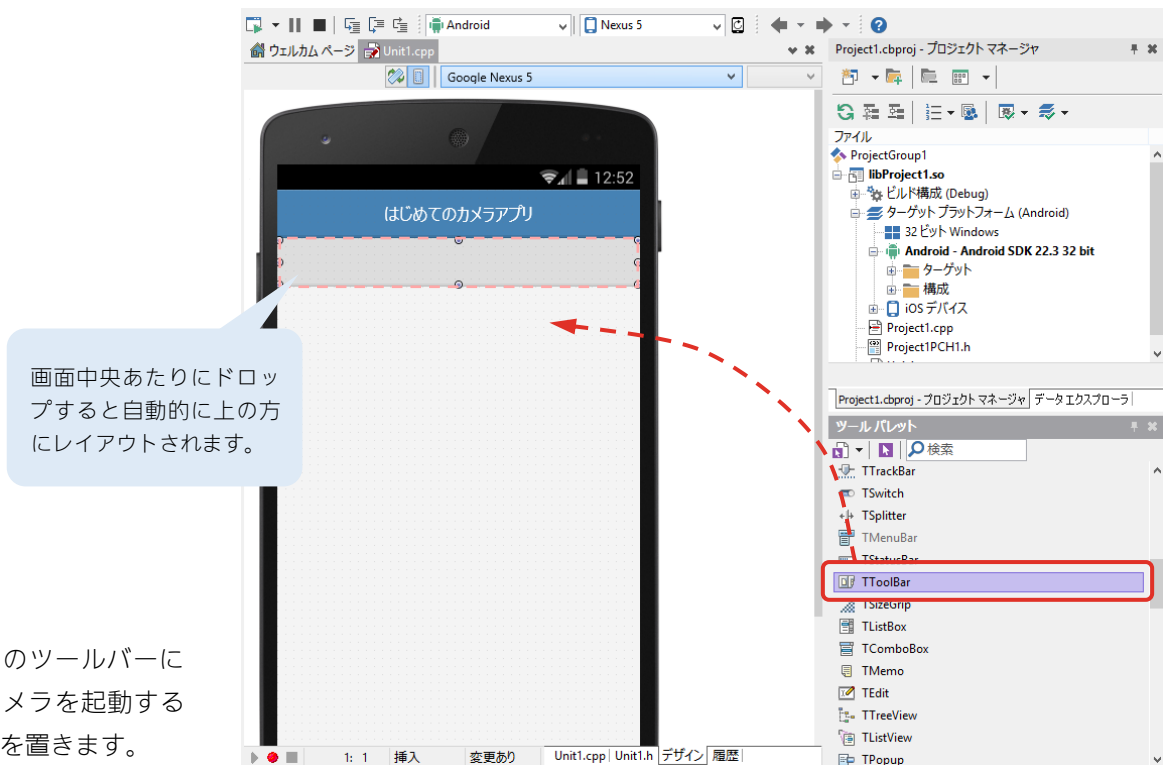 Android
Nexus 5
ウェルカム ページ
Unit1.cpp
Google Nexus 5
12:52
はじめてのカメラアプリ
画面中央あたりにドロッ
プすると自動的に上の方
にレイアウトされます。
のツールバーに
メラを起動する
を置きます。
1: 1 挿入 変更あり Unit1.cpp Unit1.h デザイン 履歴
Project1.cbproj - プロジェクト マネージャ
ファイル
ProjectGroup1
libProject1.so
ビルド構成 (Debug)
ターゲット プラットフォーム (Android)
32 ビット Windows
Android - Android SDK 22.3 32 bit
ターゲット
構成
iOS デバイス
Project1.cpp
Project1PCH1.h
Project1.cbproj - プロジェクト マネージャ データ エクスプローラ
ツール パレット
検索
TTrackBar
TSwitch
TSplitter
TMenuBar
TStatusBar
TToolBar
TSizeGrip
TListBox
TComboBox
TMemo
TEdit
TTreeView
TListView
TPopup